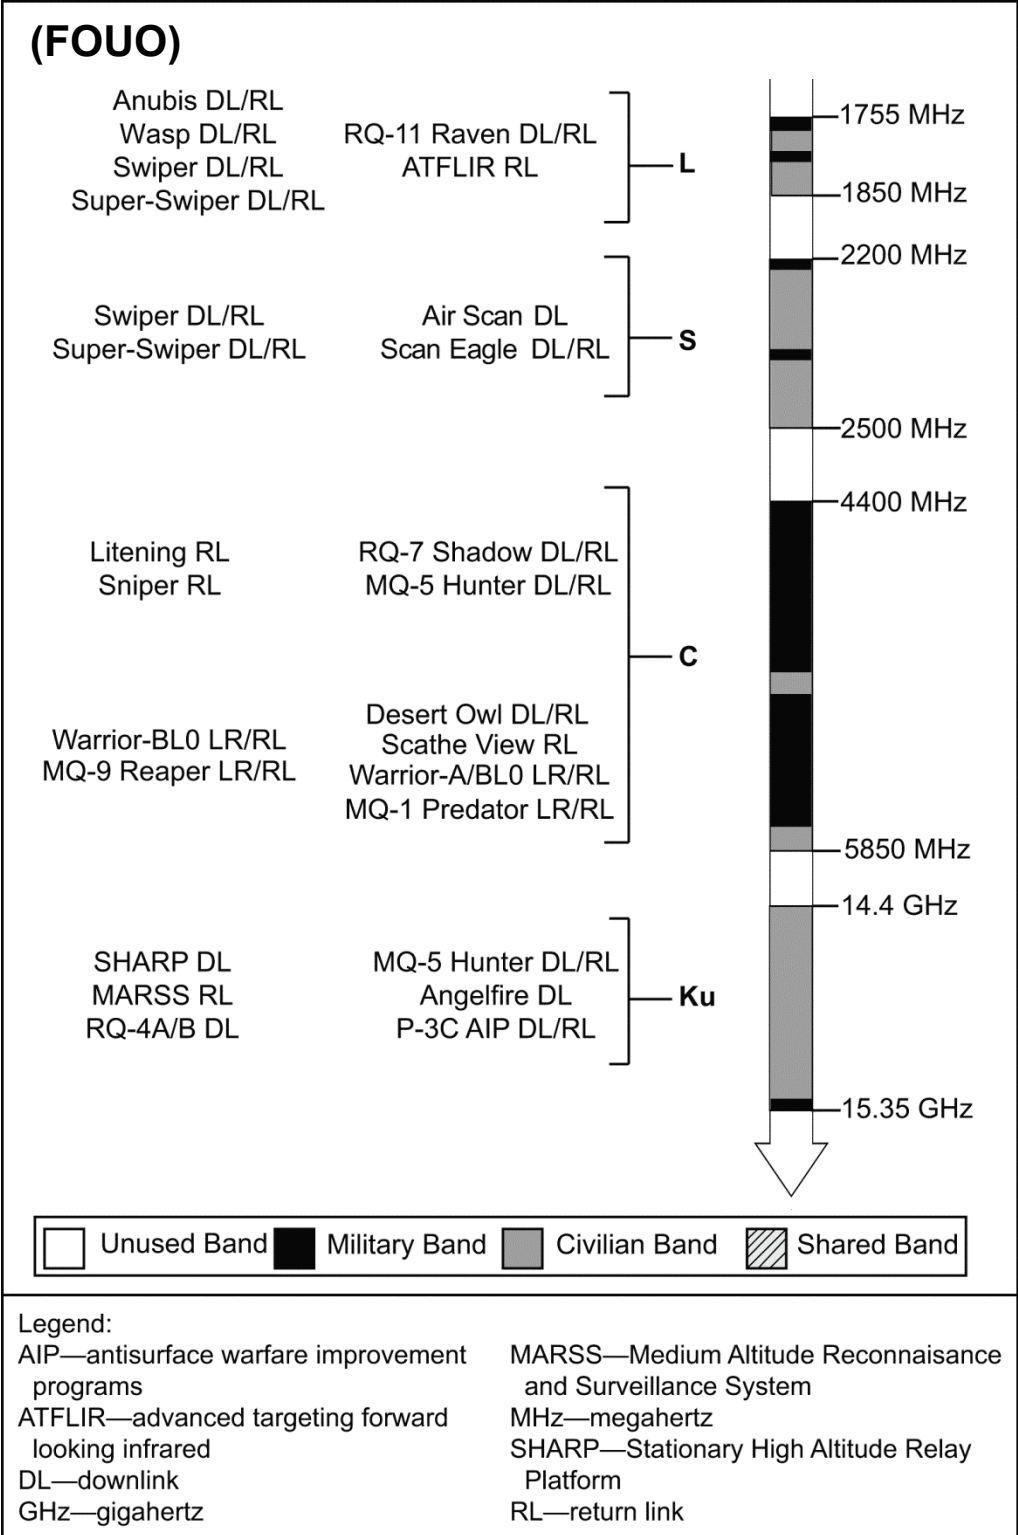 (FOUO)
Anubis DL/RL
Wasp DL/RL
Swiper DL/RL
Super-Swiper DL/RL
RQ-11 Raven DL/RL
ATFLIR RL
L
1755 MHz
1850 MHz
Swiper DL/RL
Super-Swiper DL/RL
Air Scan DL
Scan Eagle DL/RL
S
2200 MHz
2500 MHz
Litening RL
Sniper RL
RQ-7 Shadow DL/RL
MQ-5 Hunter DL/RL
C
Warrior-BL0 LR/RL
MQ-9 Reaper LR/RL
Desert Owl DL/RL
Scathe View RL
Warrior-A/BL0 LR/RL
MQ-1 Predator LR/RL
4400 MHz
5850 MHz
SHARP DL
MARSS RL
RQ-4A/B DL
MQ-5 Hunter DL/RL
Angelfire DL
P-3C AIP DL/RL
Ku
14.4 GHz
15.35 GHz
Unused Band
Military Band
Civilian Band
Shared Band
Legend:
AIP—antisurface warfare improvement
programs
ATFLIR—advanced targeting forward
looking infrared
DL—downlink
GHz—gigahertz
MARSS—Medium Altitude Reconnaisance
and Surveillance System
MHz—megahertz
SHARP—Stationary High Altitude Relay
Platform
RL—return link